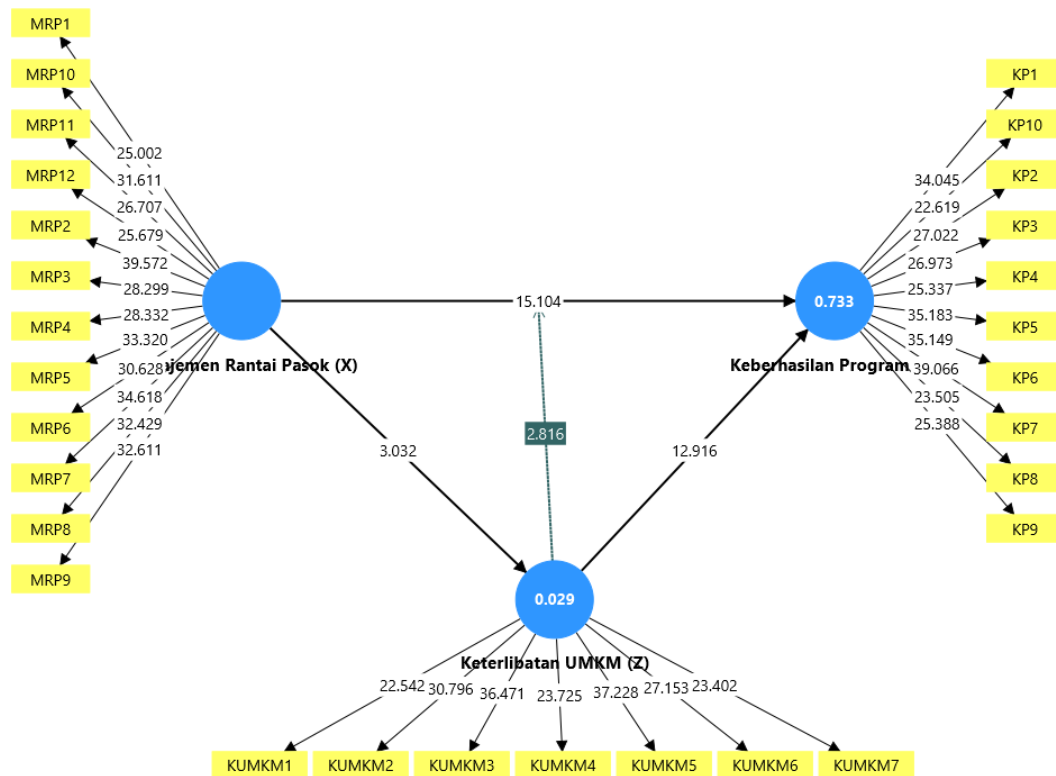 MRP1
MRP10
MRP11
MRP12
MRP2
MRP3
MRP4
MRP5
MRP6
MRP7
MRP8
MRP9
25.002
31.611
26.707
25.679
39.572
28.299
28.332
33.320
30.628
34.618
32.429
32.611
Rantai Pasok (X)
15.104
2.816
3.032
12.916
0.733
Keberhasilan Program
34.045
22.619
27.022
26.973
25.337
35.183
35.149
39.066
23.505
25.388
KP1
KP10
KP2
KP3
KP4
KP5
KP6
KP7
KP8
KP9
0.029
Keterlibatan UMKM (Z)
22.542
30.796
36.471
23.725
37.228
27.153
23.402
KUMKM1
KUMKM2
KUMKM3
KUMKM4
KUMKM5
KUMKM6
KUMKM7